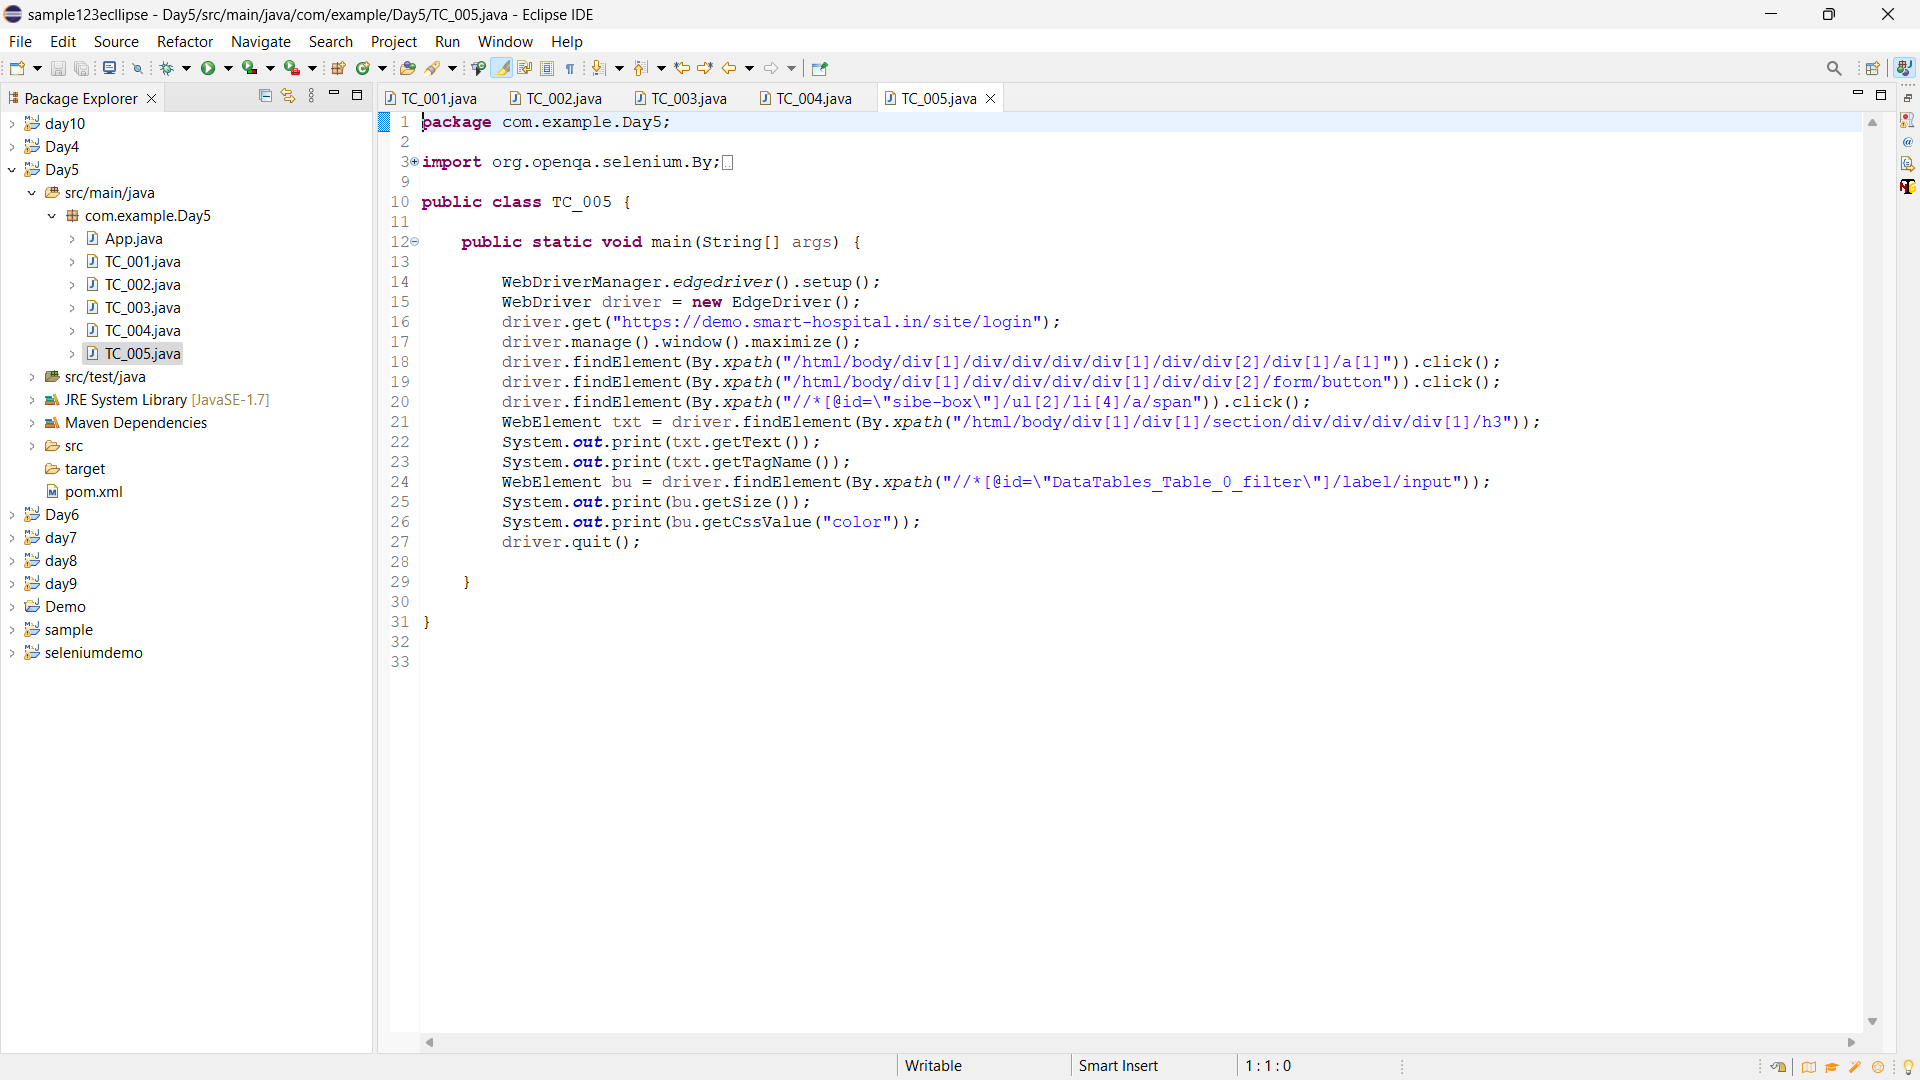 sample123ecllipse - Day5/src/main/java/com/example/Day5/TC_005.java - Eclipse IDE
File Edit Source Refactor Navigate Search Project Run Window Help
Package Explorer
day10
Day4
Day5
src/main/java
com.example.Day5
App.java
TC_001.java
TC_002.java
TC_003.java
TC_004.java
TC_005.java
src/test/java
JRE System Library [JavaSE-1.7]
Maven Dependencies
src
target
pom.xml
Day6
day7
day8
day9
Demo
sample
seleniumdemo
TC_001.java TC_002.java TC_003.java TC_004.java TC_005.java
1 package com.example.Day5;
2
3 import org.openqa.selenium.By;
9
10 public class TC_005 {
11
12 public static void main(String[] args) {
13
14 WebDriverManager.edgedriver().setup();
15 WebDriver driver = new EdgeDriver();
16 driver.get("https://demo.smart-hospital.in/site/login");
17 driver.manage().window().maximize();
18 driver.findElement(By.xpath("/html/body/div[1]/div/div/div/div[1]/div/div[2]/div[1]/a[1]")).click();
19 driver.findElement(By.xpath("/html/body/div[1]/div/div/div/div[1]/div/div[2]/form/button")).click();
20 driver.findElement(By.xpath("//*[@id=\"sibe-box\"]/ul[2]/li[4]/a/span")).click();
21 WebElement txt = driver.findElement(By.xpath("/html/body/div[1]/div[1]/section/div/div/div/div[1]/h3"));
22 System.out.print(txt.getText());
23 System.out.print(txt.getTagName());
24 WebElement bu = driver.findElement(By.xpath("//*[@id=\"DataTables_Table_0_filter\"]/label/input"));
25 System.out.print(bu.getSize());
26 System.out.print(bu.getCssValue("color"));
27 driver.quit();
28
29 }
30
31 }
32
33
Writable Smart Insert 1 : 1 : 0